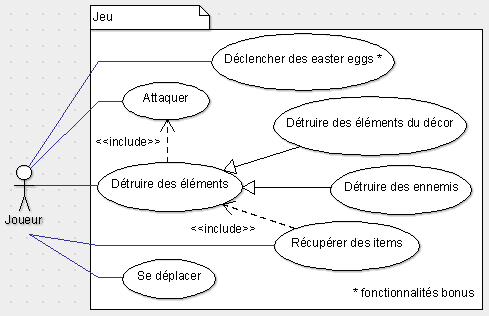 Jeu
Déclencher des easter eggs *
Attaquer
Détruire des éléments du décor
<<include>>
Détruire des éléments
Détruire des ennemis
Joueur
<<include>>
Récupérer des items
Se déplacer
* fonctionnalités bonus